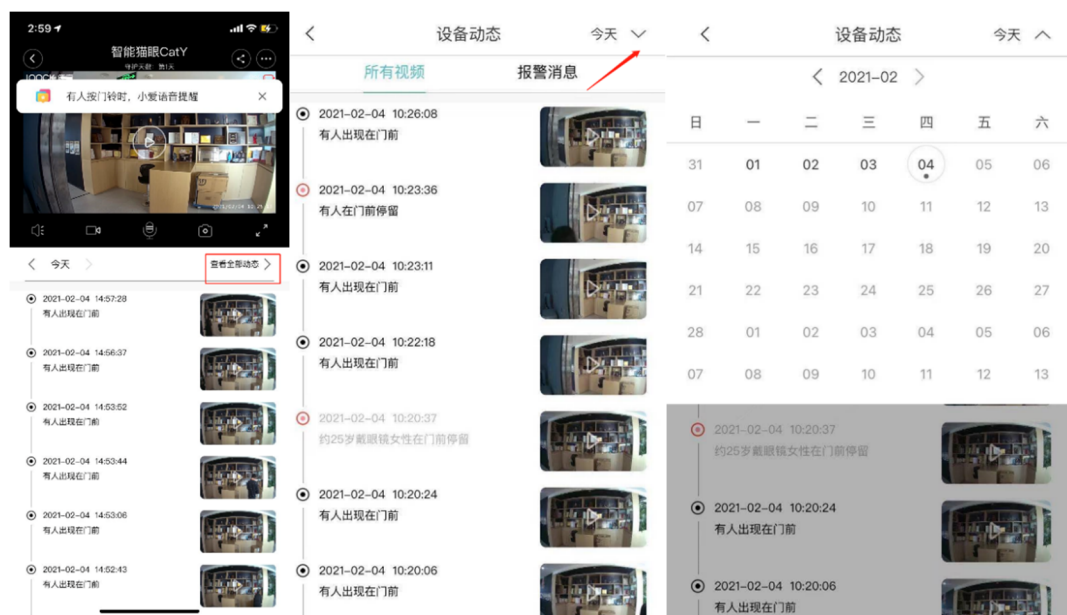 2:59
智能猫眼CatY
守护天数 第1天
有人按门铃时，小爱语音提醒
今天
查看全部动态
2021-02-04 14:57:28
有人出现在门前
2021-02-04 14:56:37
有人出现在门前
2021-02-04 14:53:52
有人出现在门前
2021-02-04 14:53:44
有人出现在门前
2021-02-04 14:53:06
有人出现在门前
2021-02-04 14:52:43
有人出现在门前
设备动态
今天
所有视频 报警消息
2021-02-04 10:26:08
有人出现在门前
2021-02-04 10:23:36
有人在门前停留
2021-02-04 10:23:11
有人出现在门前
2021-02-04 10:22:18
有人出现在门前
2021-02-04 10:20:37
约25岁戴眼镜女性在门前停留
2021-02-04 10:20:24
有人出现在门前
2021-02-04 10:20:06
有人出现在门前
设备动态
今天
2021-02
日 一 二 三 四 五 六
31 01 02 03 04 05 06
07 08 09 10 11 12 13
14 15 16 17 18 19 20
21 22 23 24 25 26 27
28 01 02 03 04 05 06
07 08 09 10 11 12 13
2021-02-04 10:20:37
约25岁戴眼镜女性在门前停留
2021-02-04 10:20:24
有人出现在门前
2021-02-04 10:20:06
有人出现在门前